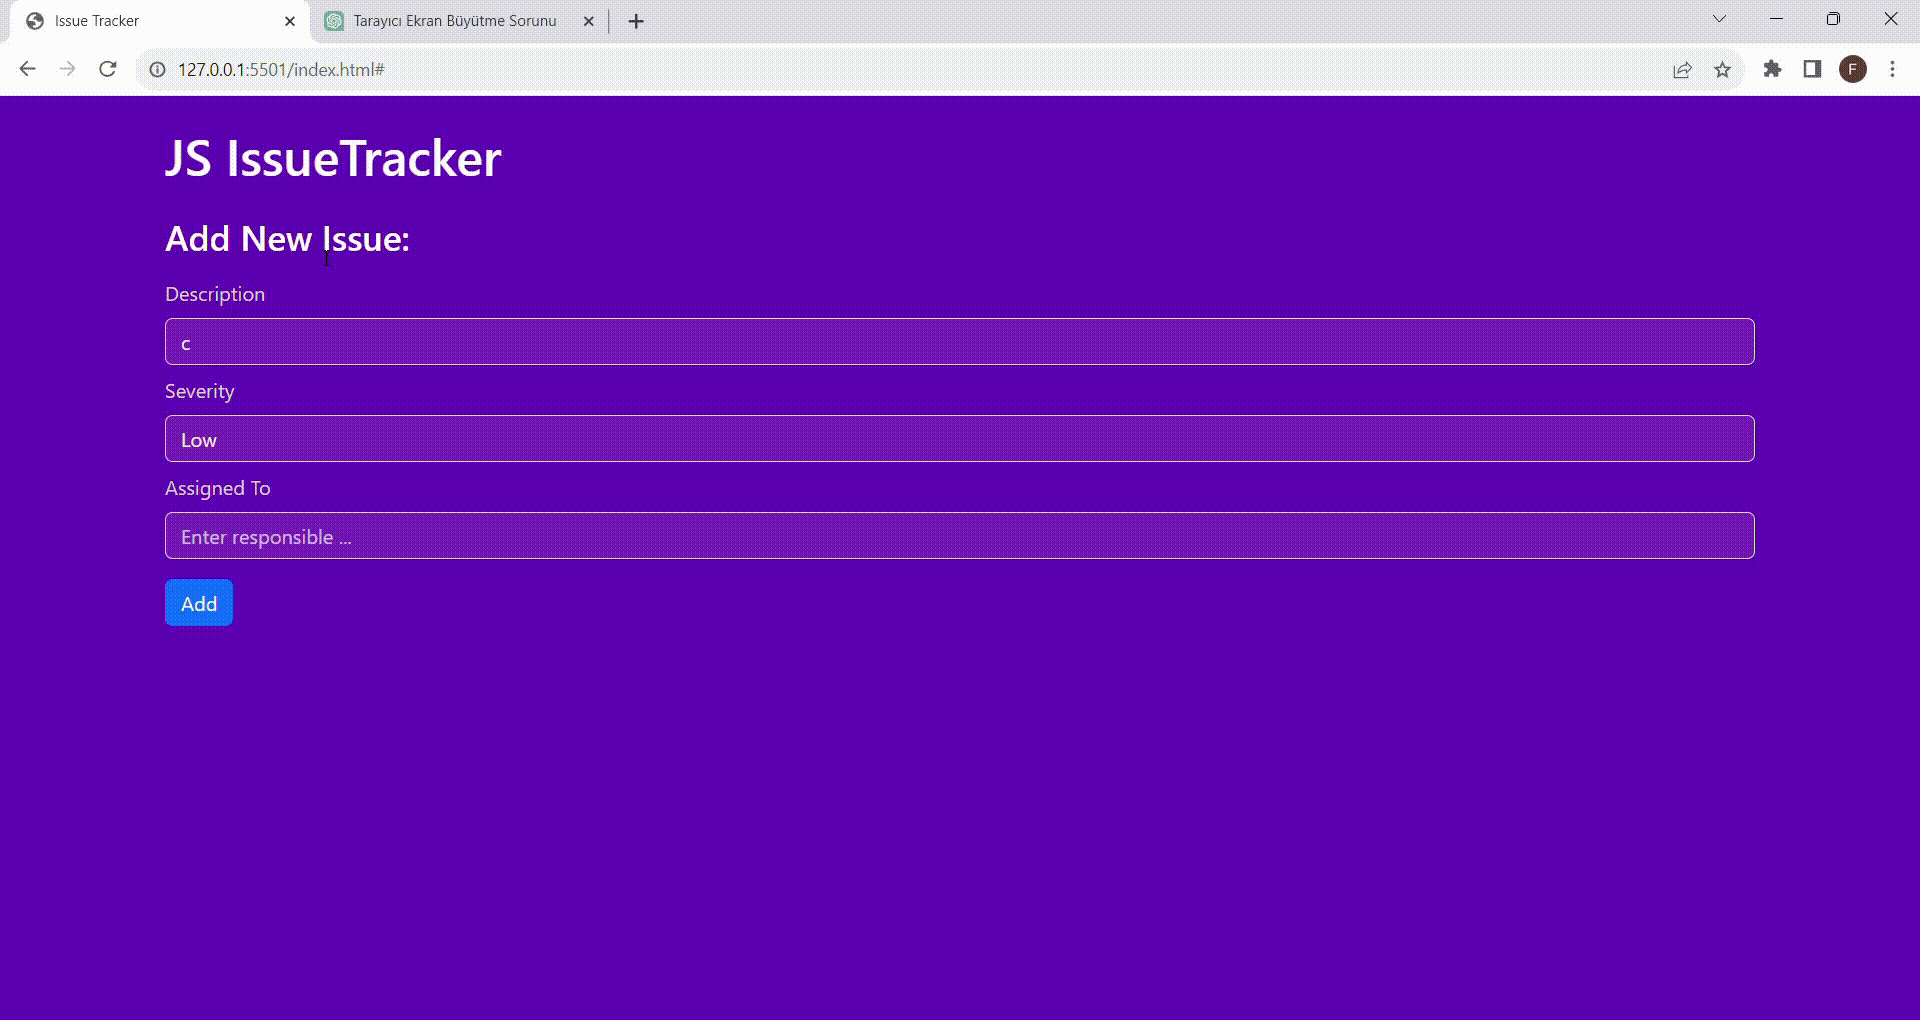 Issue Tracker
Tarayıcı Ekran Büyütme Sorunu
127.0.0.1:5501/index.html#
F
JS IssueTracker
Add New Issue:
Description
c
Severity
Low
Assigned To
Enter responsible ...
Add